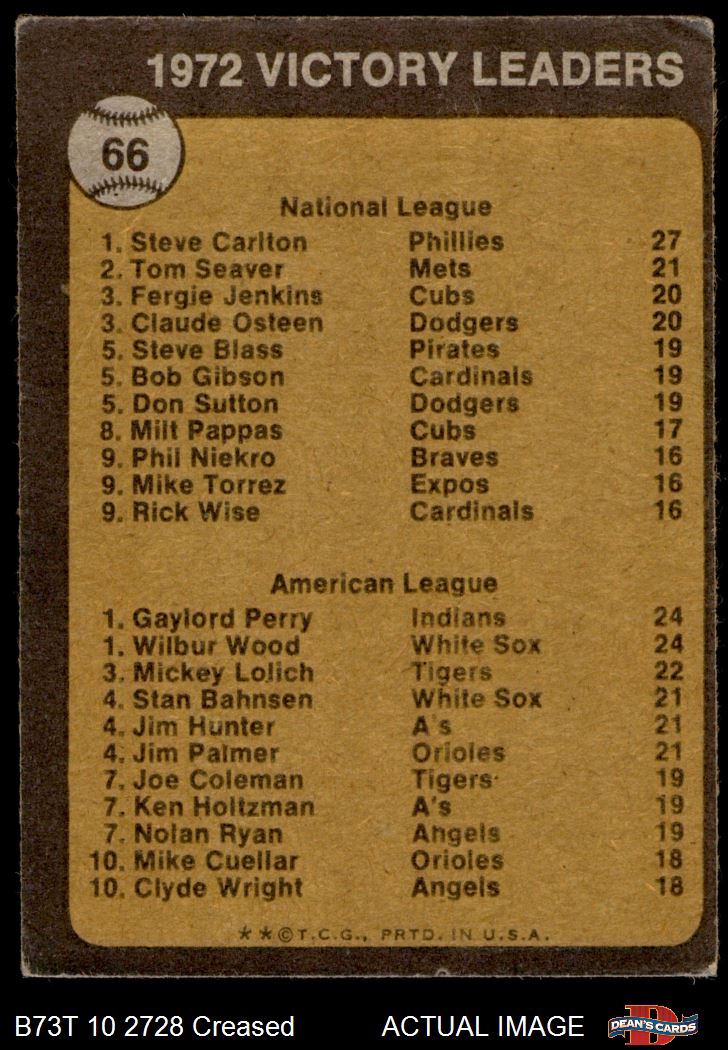 1972 VICTORY LEADERS
66
National League
1. Steve Carlton Phillies 27
2. Tom Seaver Mets 21
3. Fergie Jenkins Cubs 20
3. Claude Osteen Dodgers 20
5. Steve Blass Pirates 19
5. Bob Gibson Cardinals 19
5. Don Sutton Dodgers 19
8. Milt Pappas Cubs 17
9. Phil Niekro Braves 16
9. Mike Torrez Expos 16
9. Rick Wise Cardinals 16
American League
1. Gaylord Perry Indians 24
1. Wilbur Wood White Sox 24
3. Mickey Lolich Tigers 22
4. Stan Bahnsen White Sox 21
4. Jim Hunter A's 21
4. Jim Palmer Orioles 21
7. Joe Coleman Tigers 19
7. Ken Holtzman A's 19
7. Nolan Ryan Angels 19
10. Mike Cuellar Orioles 18
10. Clyde Wright Angels 18
**©T.C.G., PRTD. IN U.S.A.
B73T 10 2728 Creased ACTUAL IMAGE
D
DEAN'S CARDS